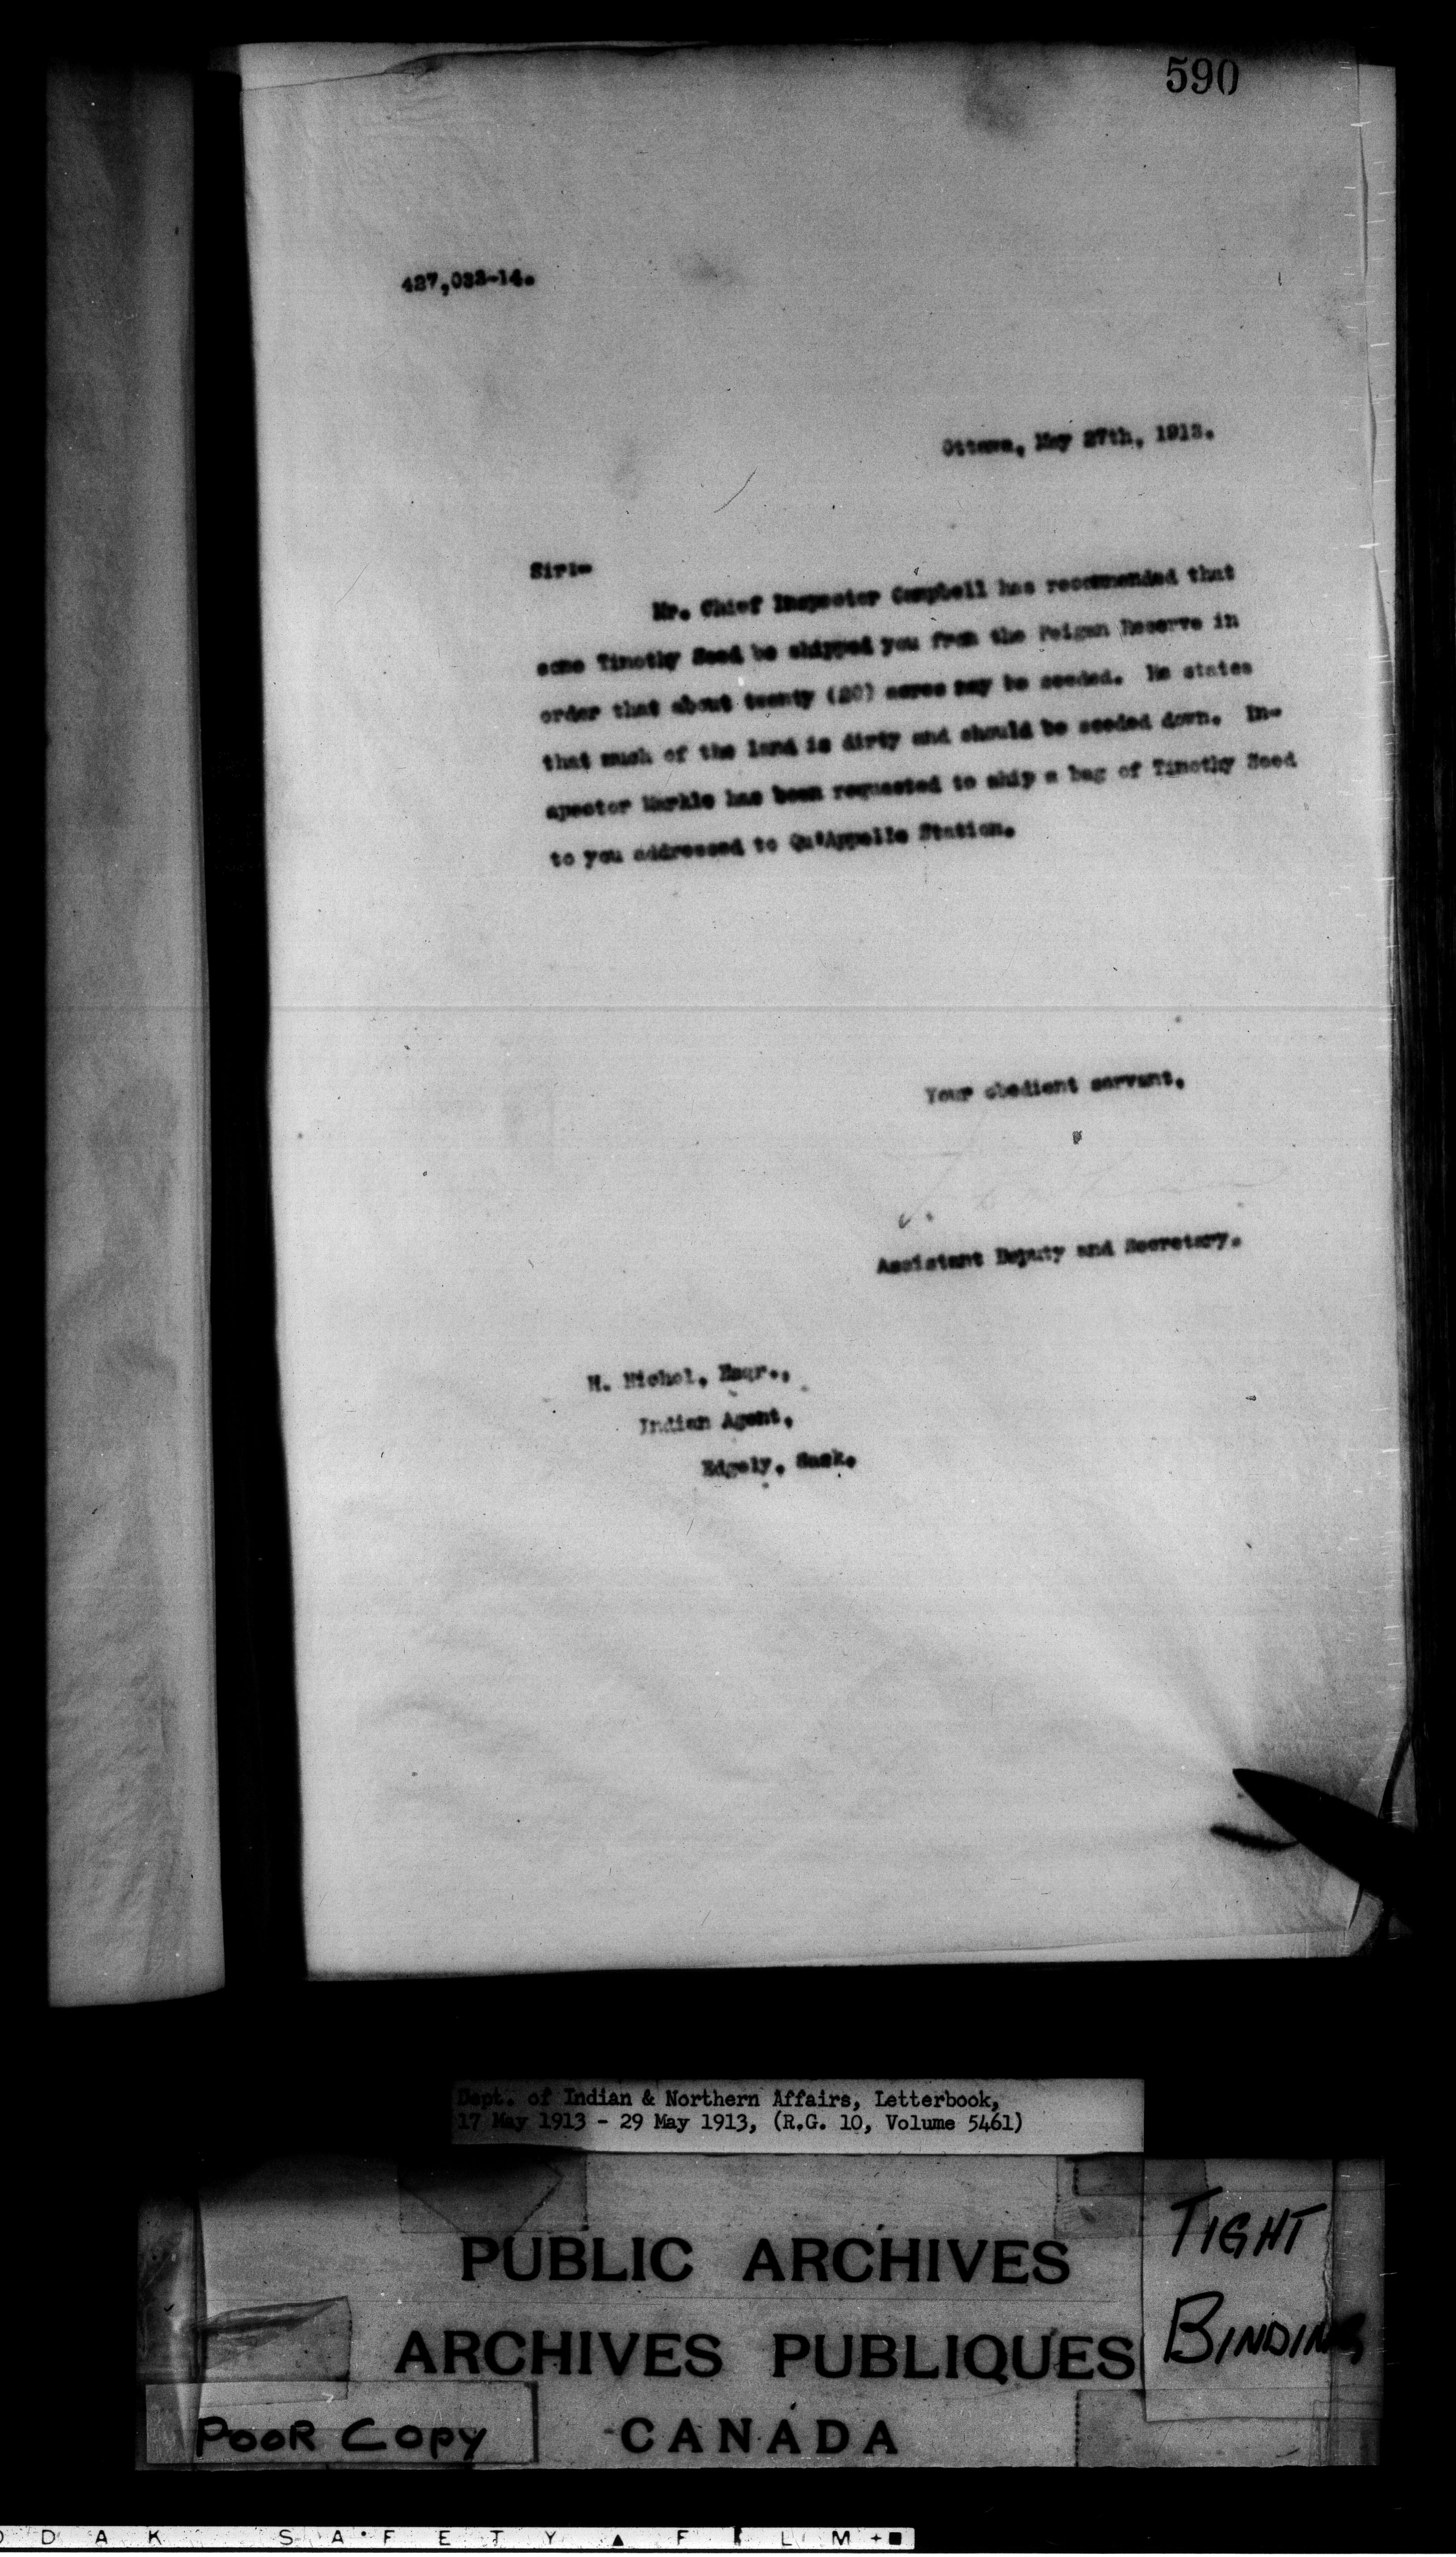 590
427,033-14.
Ottawa, May 27th, 1913.
Sir:-
Mr. Chief Inspector Campbell has recommended that
some Timothy Seed be shipped you from the Peigan Reserve in
order that about twenty (20) acres may be seeded. He states
that much of the land is dirty and should be seeded down. In-
spector Markle has been requested to ship a bag of Timothy Seed
to you addressed to Qu'Appelle Station.
Your obedient servant,
Assistant Deputy and Secretary.
H. Nichol, Esqr.,
Indian Agent,
Edgely, Sask.
Dept. of Indian & Northern Affairs, Letterbook,
17 May 1913 - 29 May 1913, (R.G. 10, Volume 5461)
PUBLIC ARCHIVES
ARCHIVES PUBLIQUES
CANADA
TIGHT
BINDING
POOR COPY
ODAK SAFETY ▲ FILM